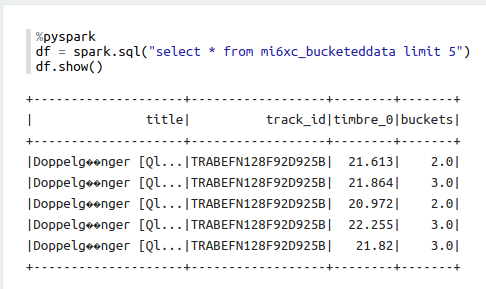 %pyspark
df = spark.sql("select * from mi6xc_bucketeddata limit 5")
df.show()
+--------------------+------------------+--------+-------+
|               title|          track_id|timbre_0|buckets|
+--------------------+------------------+--------+-------+
|Doppelg��nger [Ql...|TRABEFN128F92D925B|  21.613|    2.0|
|Doppelg��nger [Ql...|TRABEFN128F92D925B|  21.864|    3.0|
|Doppelg��nger [Ql...|TRABEFN128F92D925B|  20.972|    2.0|
|Doppelg��nger [Ql...|TRABEFN128F92D925B|  22.255|    3.0|
|Doppelg��nger [Ql...|TRABEFN128F92D925B|   21.82|    3.0|
+--------------------+------------------+--------+-------+